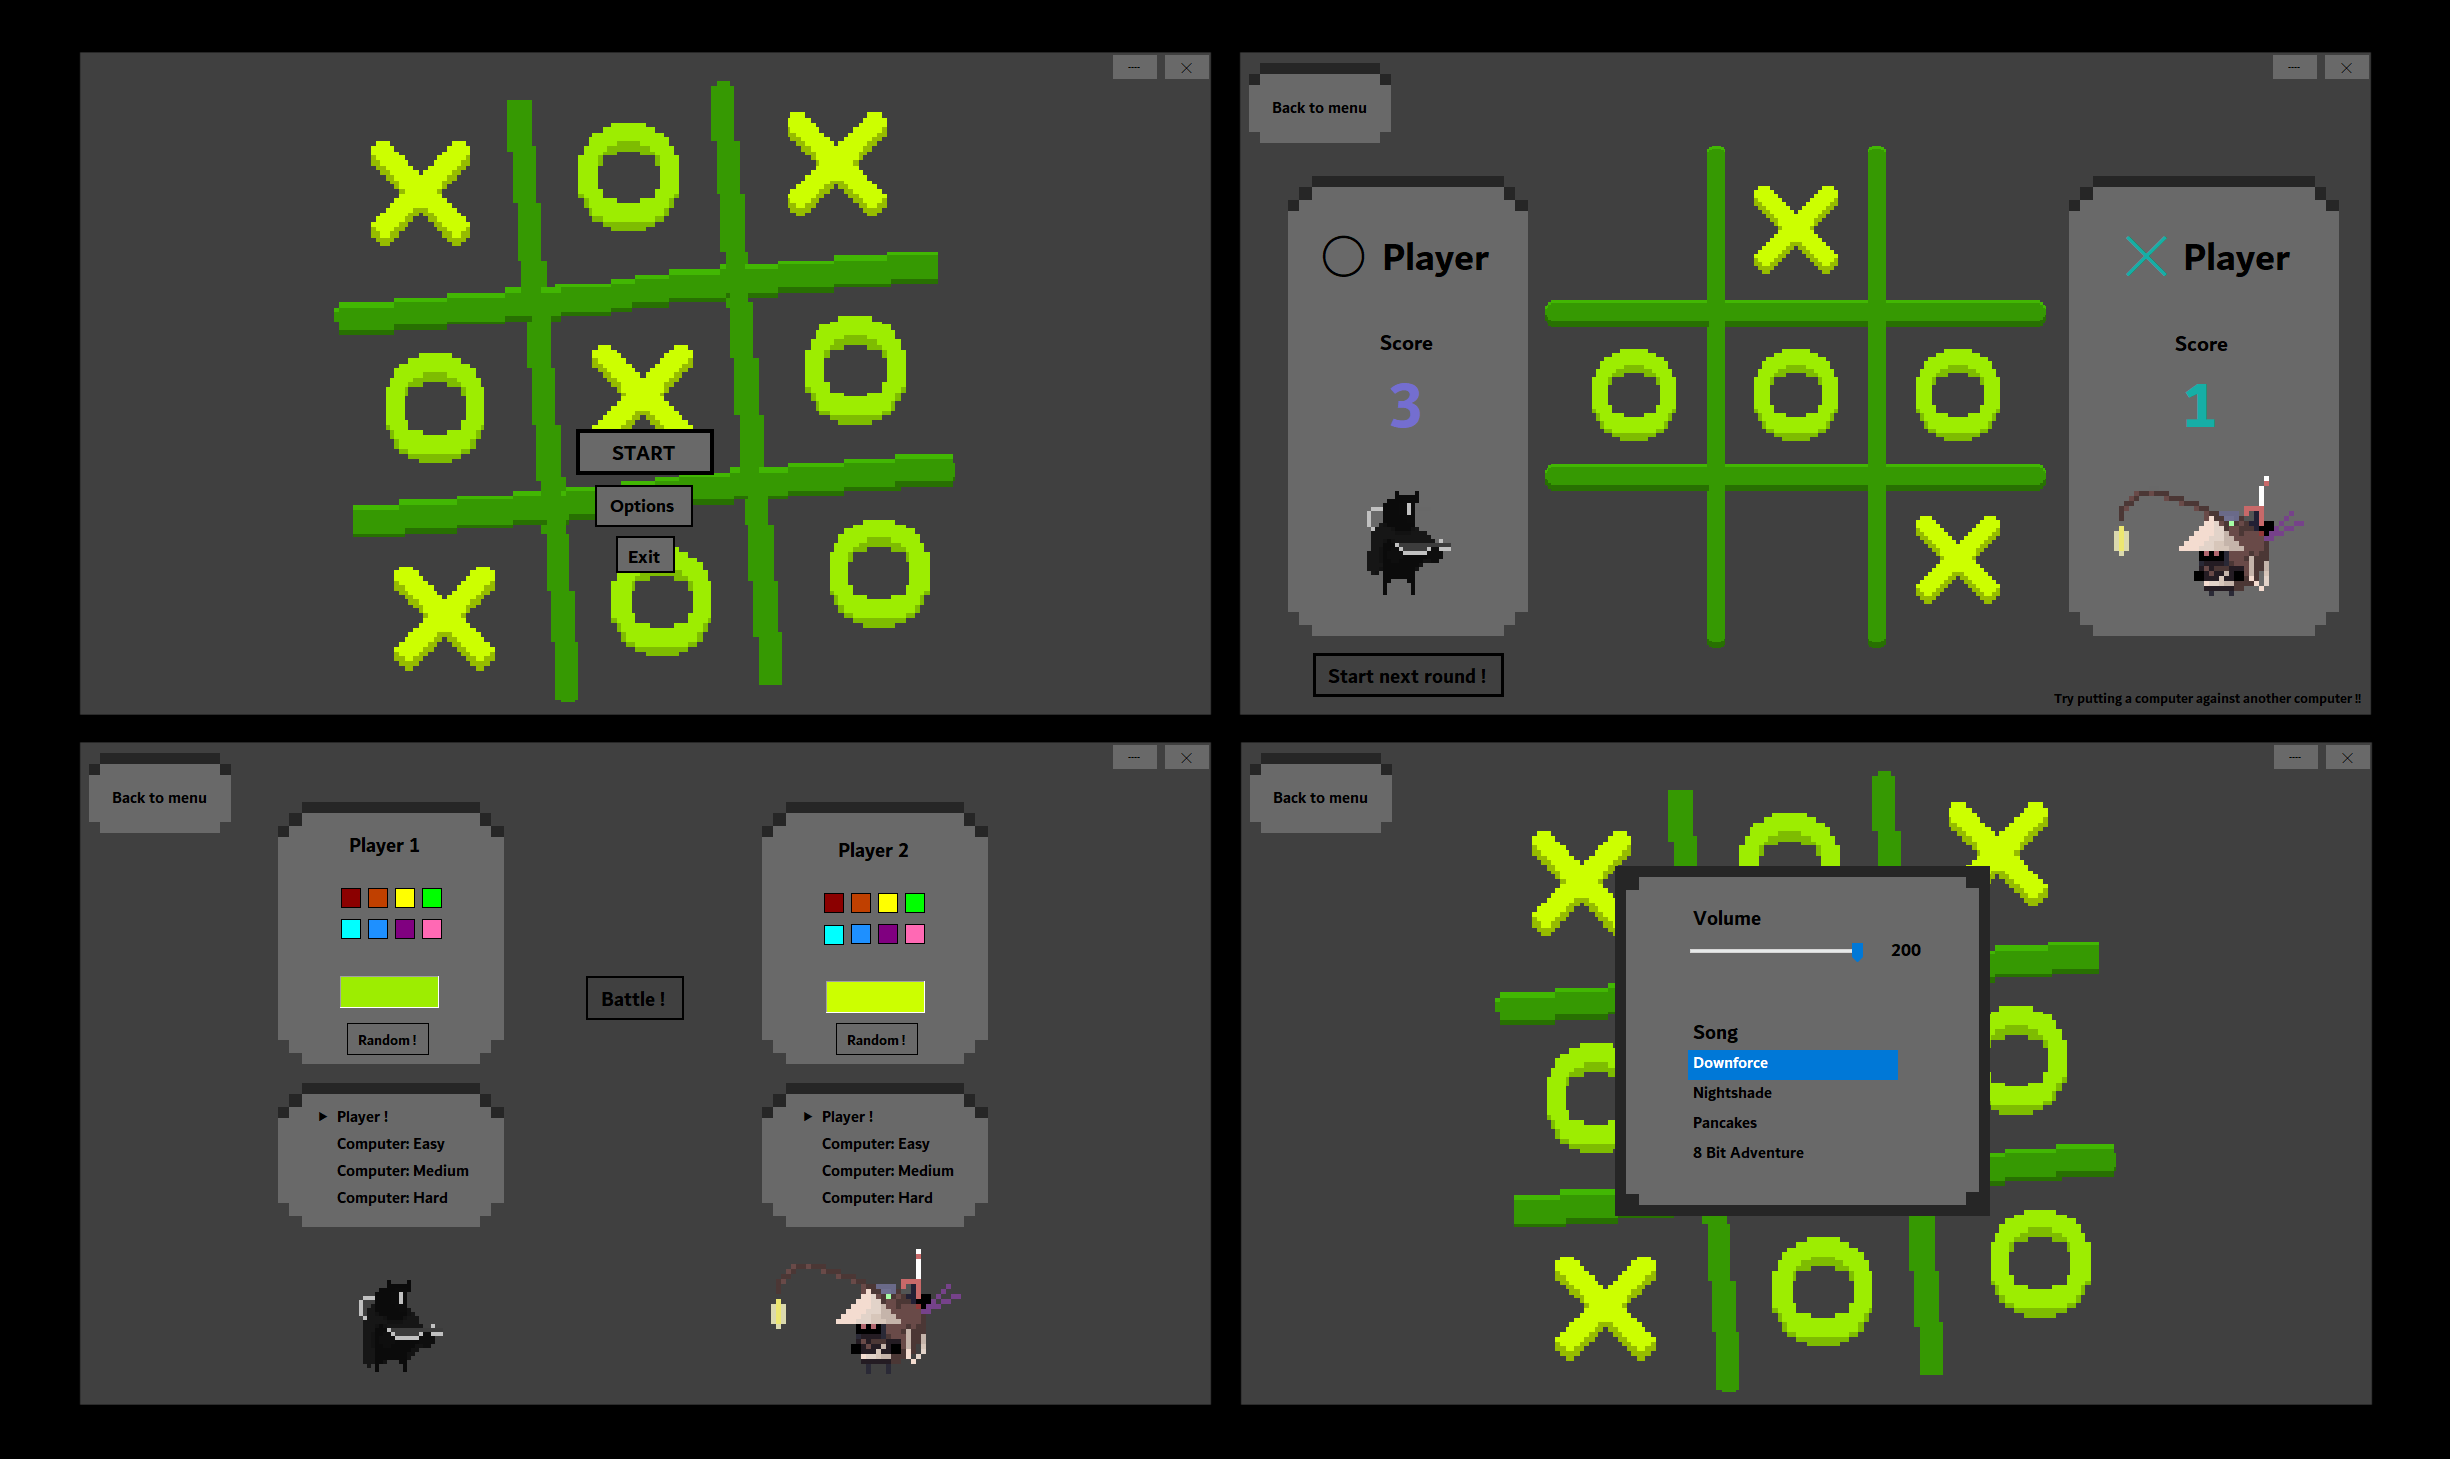 START
Options
Exit
Back to menu
Player
Score
3
Player
Score
1
Start next round !
Try putting a computer against another computer !!
Back to menu
Player 1
Random !
Player !
Computer: Easy
Computer: Medium
Computer: Hard
Battle !
Player 2
Random !
Player !
Computer: Easy
Computer: Medium
Computer: Hard
Back to menu
Volume
200
Song
Downforce
Nightshade
Pancakes
8 Bit Adventure